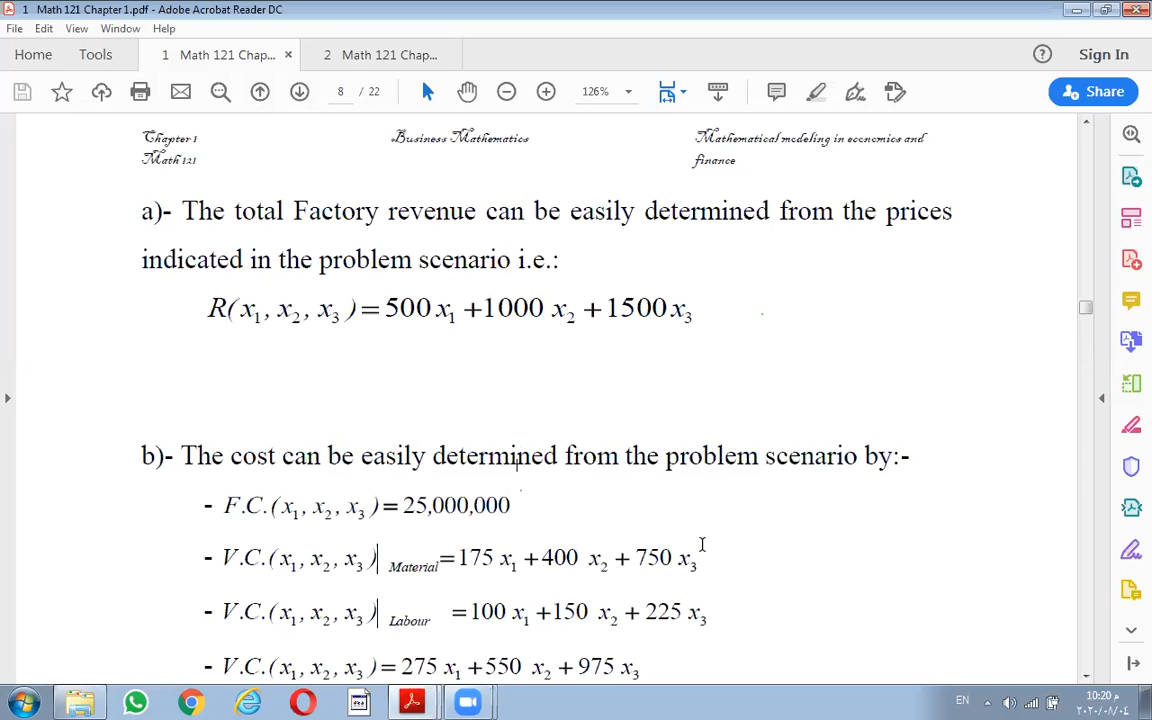 1 Math 121 Chapter 1.pdf - Adobe Acrobat Reader DC
File Edit View Window Help
Home Tools 1 Math 121 Chap... × 2 Math 121 Chap... Sign In
8 / 22 126% Share
Chapter 1 Business Mathematics Mathematical modeling in economics and
Math 121 finance
a)- The total Factory revenue can be easily determined from the prices
indicated in the problem scenario i.e.:
R(x₁, x₂, x₃) = 500 x₁ + 1000 x₂ + 1500 x₃
b)- The cost can be easily determined from the problem scenario by:-
- F.C.(x₁, x₂, x₃) = 25,000,000
- V.C.(x₁, x₂, x₃)| Material = 175 x₁ + 400 x₂ + 750 x₃
- V.C.(x₁, x₂, x₃)| Labour = 100 x₁ + 150 x₂ + 225 x₃
- V.C.(x₁, x₂, x₃) = 275 x₁ + 550 x₂ + 975 x₃
EN 10:20 م
٢٠٢٠/٠٨/٠٤